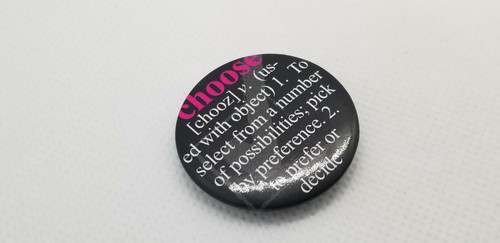 choose
[chooz] v. (us-
ed with object) 1. To
select from a number
of possibilities; pick
by preference. 2.
to prefer or
decide